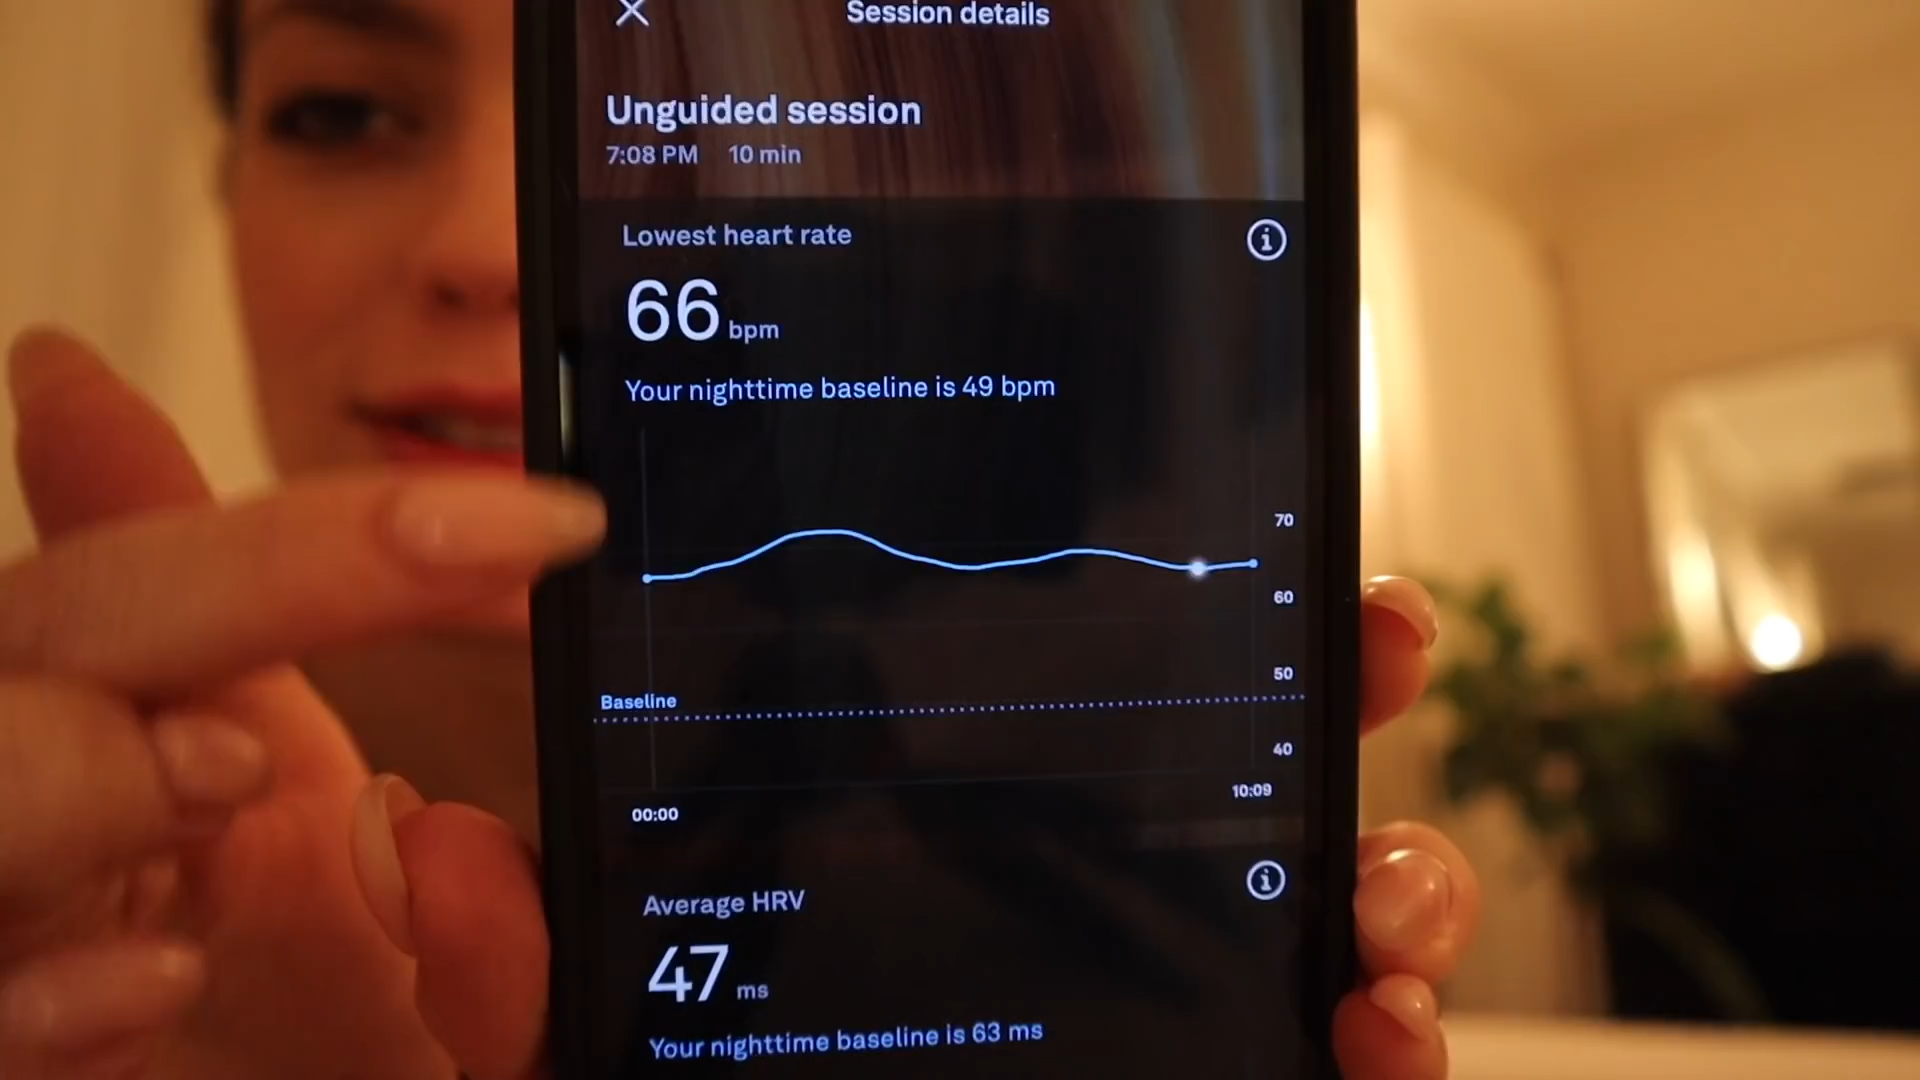 Session details
Unguided session
7:08 PM 10 min
Lowest heart rate
66 bpm
Your nighttime baseline is 49 bpm
70
60
50
Baseline
40
00:00
10:09
Average HRV
47 ms
Your nighttime baseline is 63 ms